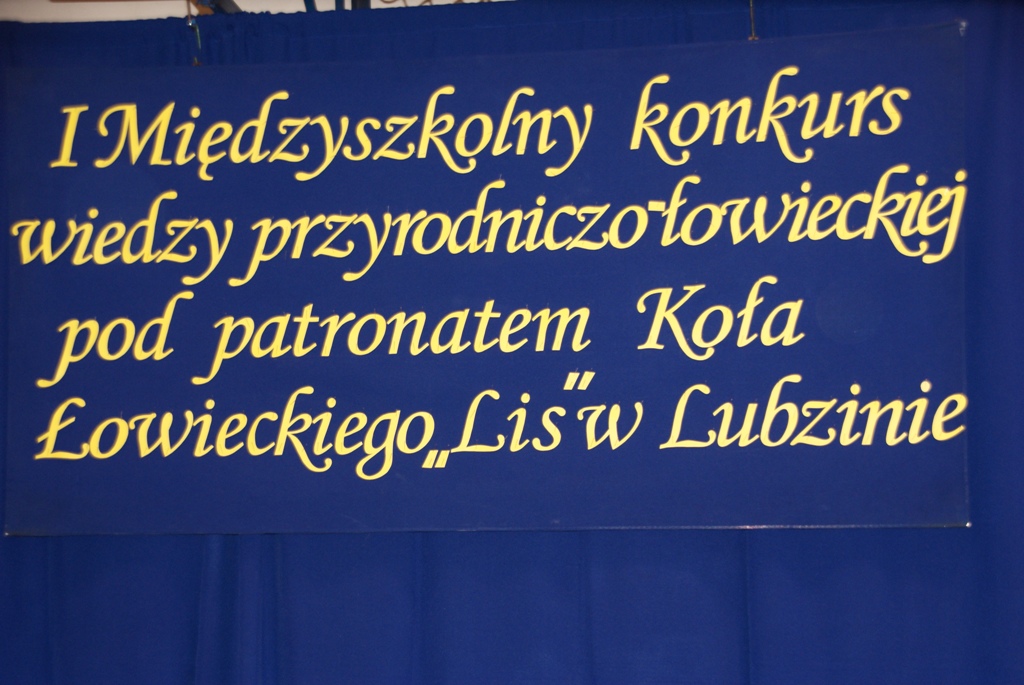 I Międzyszkolny konkurs
wiedzy przyrodniczo-łowieckiej
pod patronatem Koła
Łowieckiego „Lis" w Lubzinie